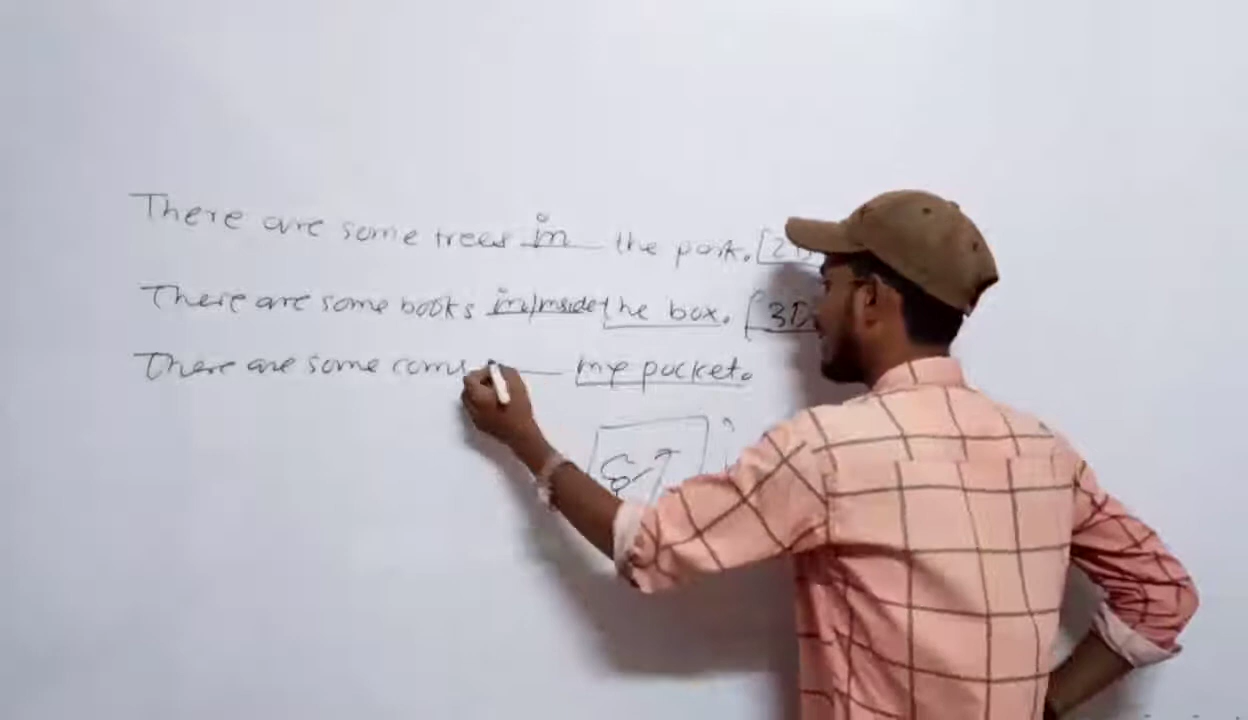 There are some trees in the park. [2D
There are some books in/inside the box. [3D
There are some my pocket.